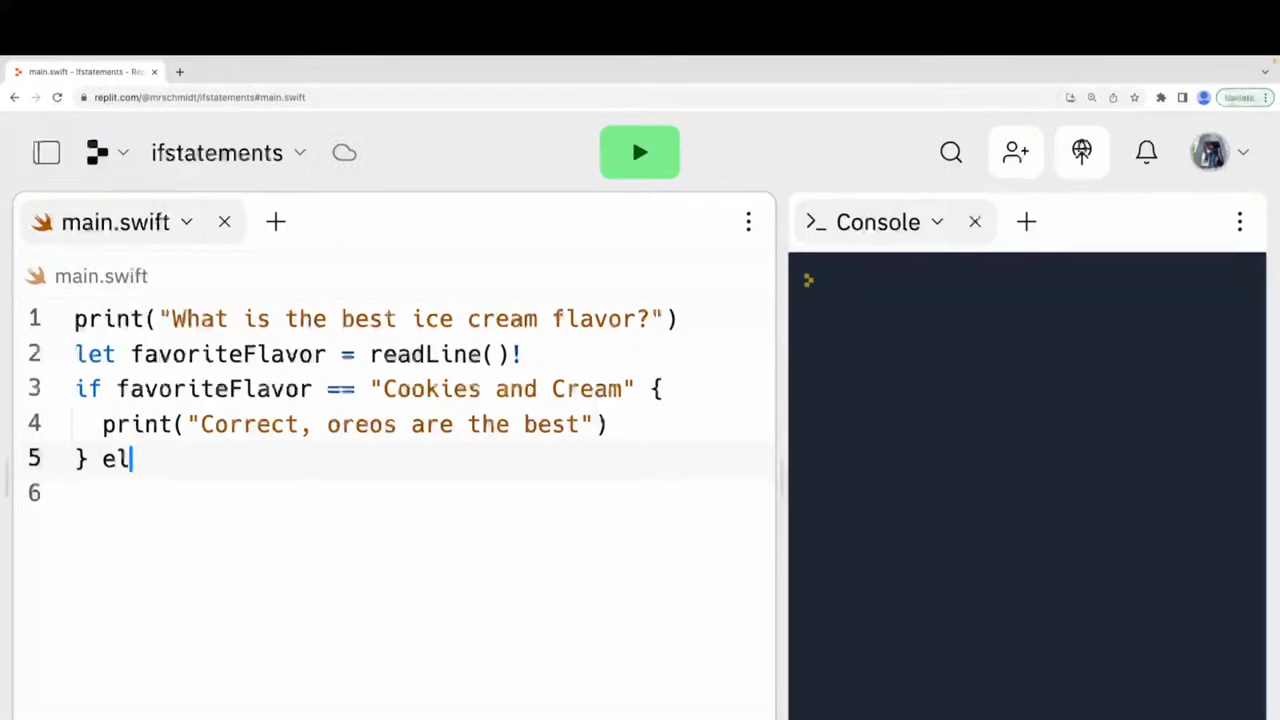 main.swift - Ifstatements - Re
replit.com/@mrschmidt/ifstatements#main.swift
ifstatements
main.swift
Console
main.swift
1 print("What is the best ice cream flavor?")
2 let favoriteFlavor = readLine()!
3 if favoriteFlavor == "Cookies and Cream" {
4 print("Correct, oreos are the best")
5 } el
6